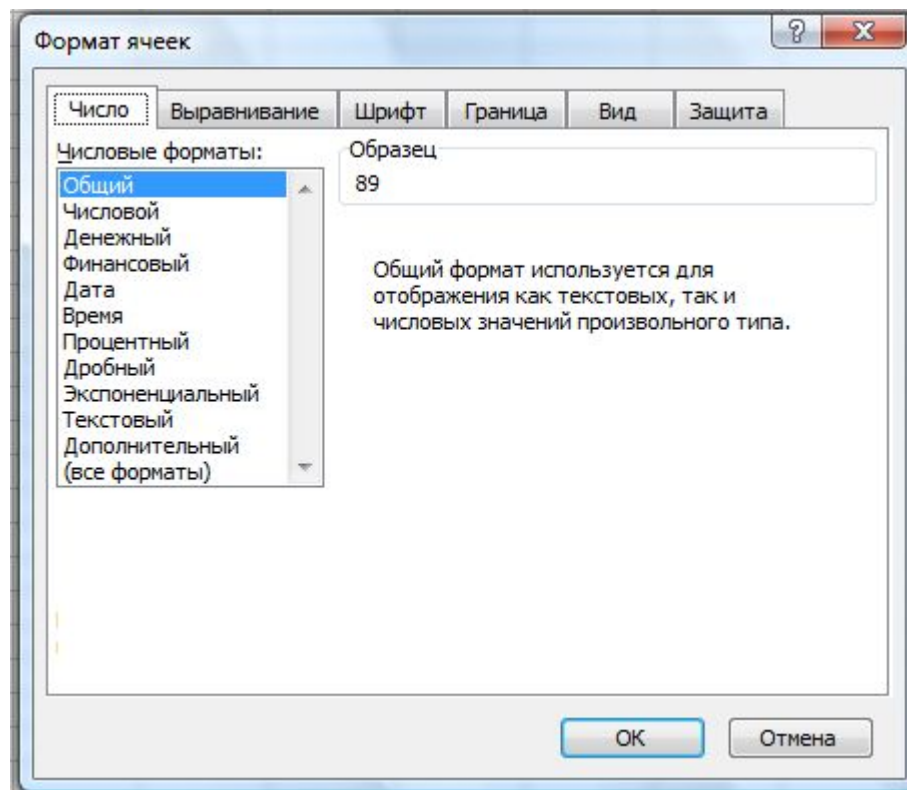 Формат ячеек
Число Выравнивание Шрифт Граница Вид Защита
Числовые форматы:
Общий
Числовой
Денежный
Финансовый
Дата
Время
Процентный
Дробный
Экспоненциальный
Текстовый
Дополнительный
(все форматы)
Образец
89
Общий формат используется для
отображения как текстовых, так и
числовых значений произвольного типа.
OK Отмена